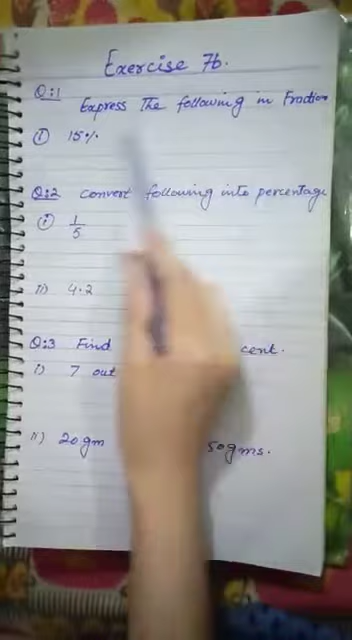 Exercise 7b.
Q:1
Express The following in Fraction
(i) 15%
Q:2 Convert following into percentage
(i) 1/5
ii) 4.2
Q:3 Find cent.
i) 7 out
ii) 20gm 50gms.